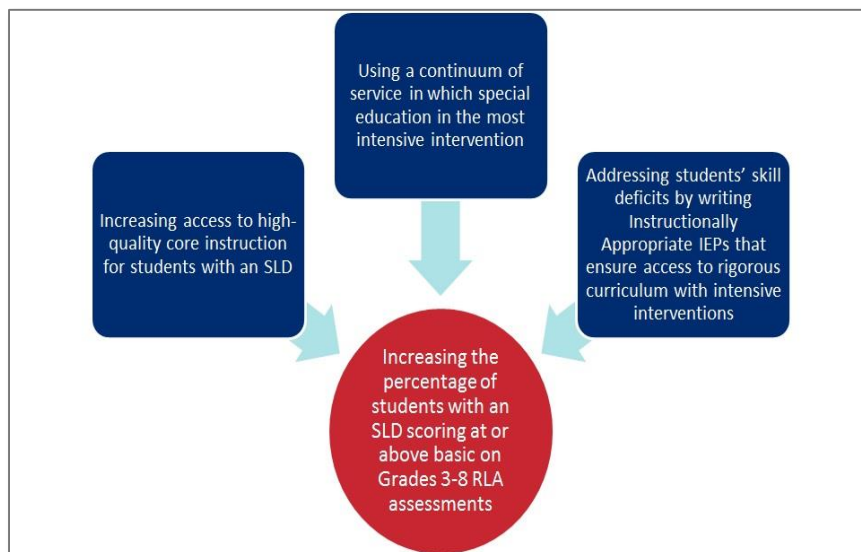 Using a continuum of
service in which special
education in the most
intensive intervention
Increasing access to high-
quality core instruction
for students with an SLD
Addressing students’ skill
deficits by writing
Instructionally
Appropriate IEPs that
ensure access to rigorous
curriculum with intensive
interventions
Increasing the
percentage of
students with an
SLD scoring at or
above basic on
Grades 3-8 RLA
assessments